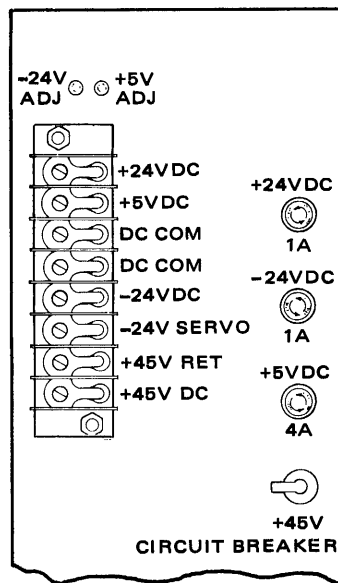 -24V +5V
ADJ ADJ
+24VDC
+5VDC
DC COM
DC COM
-24VDC
-24V SERVO
+45V RET
+45V DC
+24VDC
1A
-24VDC
1A
+5VDC
4A
+45V
CIRCUIT BREAKER